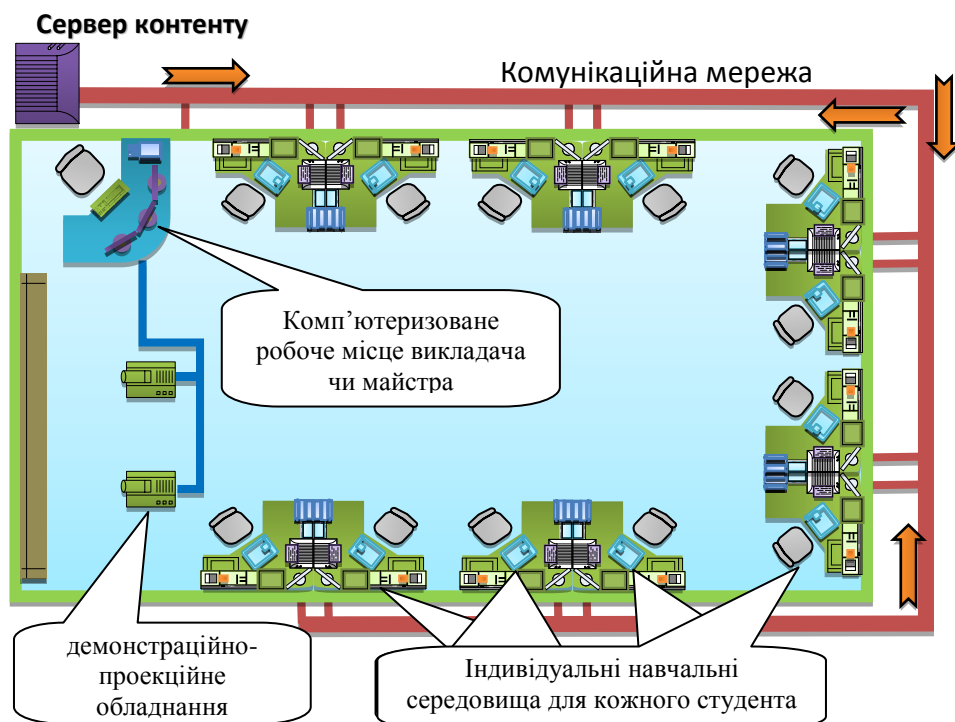 Сервер контенту
Комунікаційна мережа
Комп’ютеризоване
робоче місце викладача
чи майстра
демонстраційно-
проекційне
обладнання
Індивідуальні навчальні
середовища для кожного студента